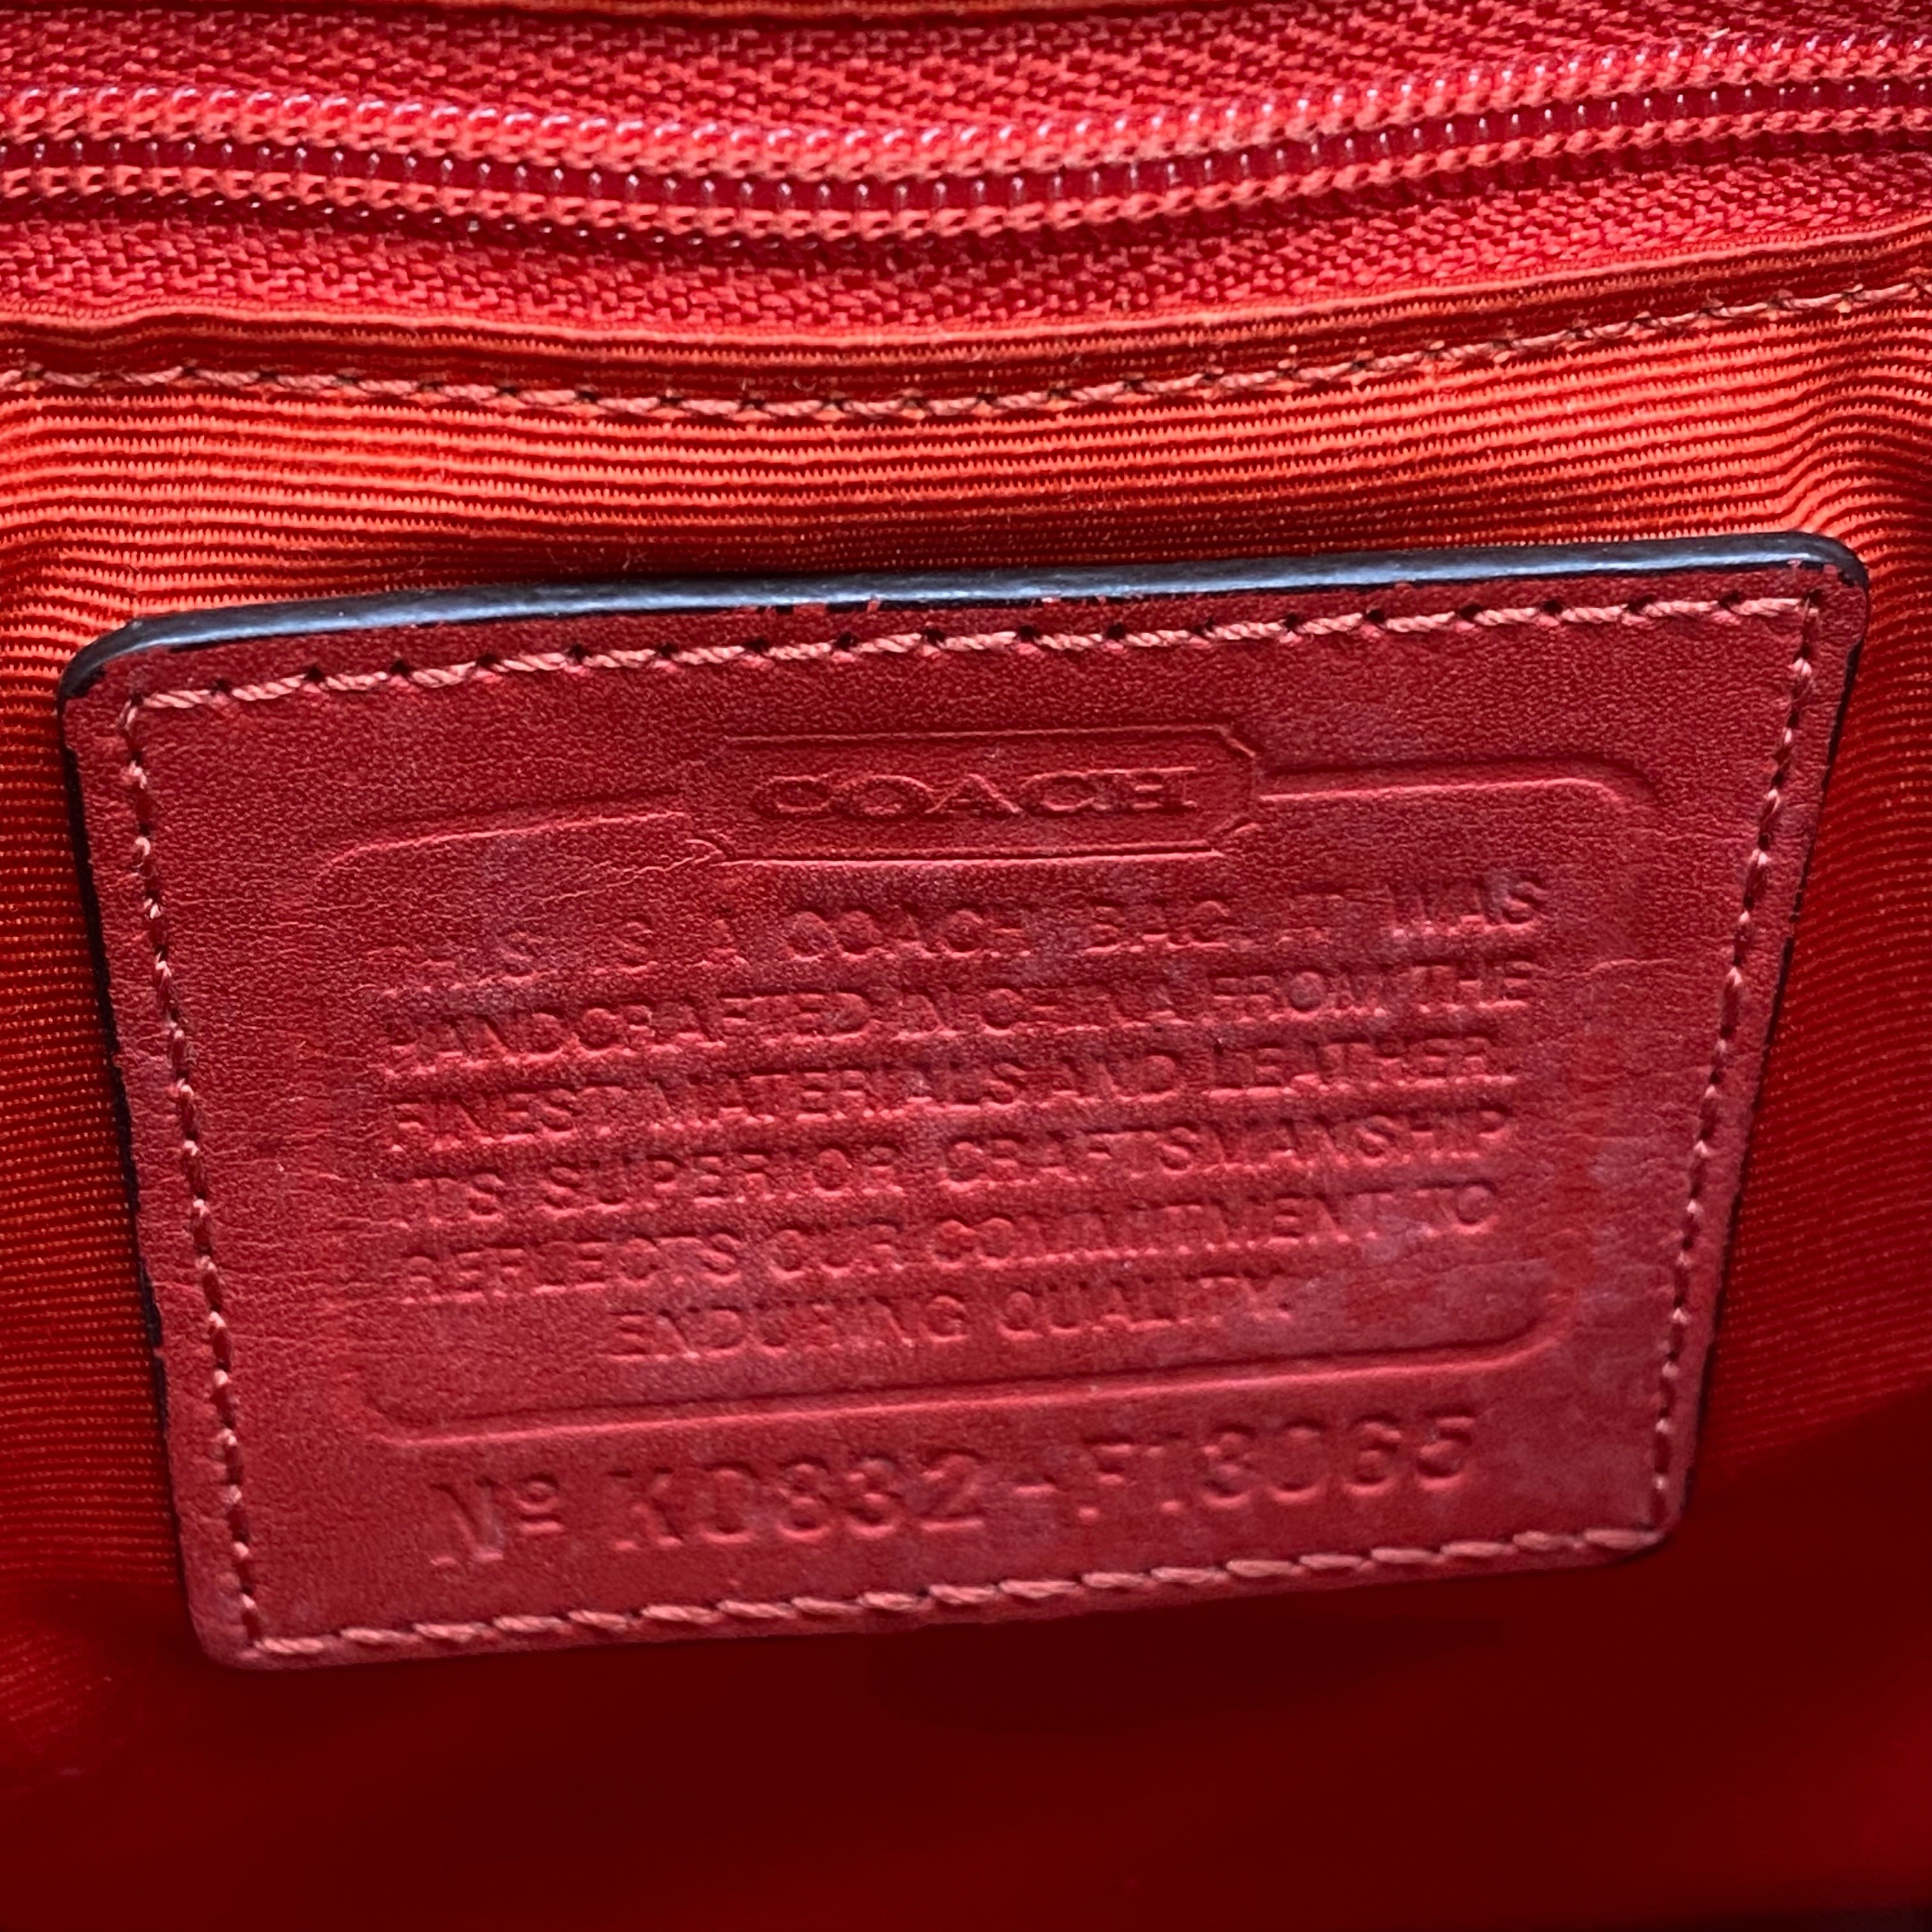 COACH
THIS IS A COACH BAG. IT WAS
HANDCRAFTED IN CHINA FROM THE
FINEST MATERIALS AND LEATHER.
ITS SUPERIOR CRAFTSMANSHIP
REFLECTS OUR COMMITMENT TO
ENDURING QUALITY.
Nº K0832-F13065